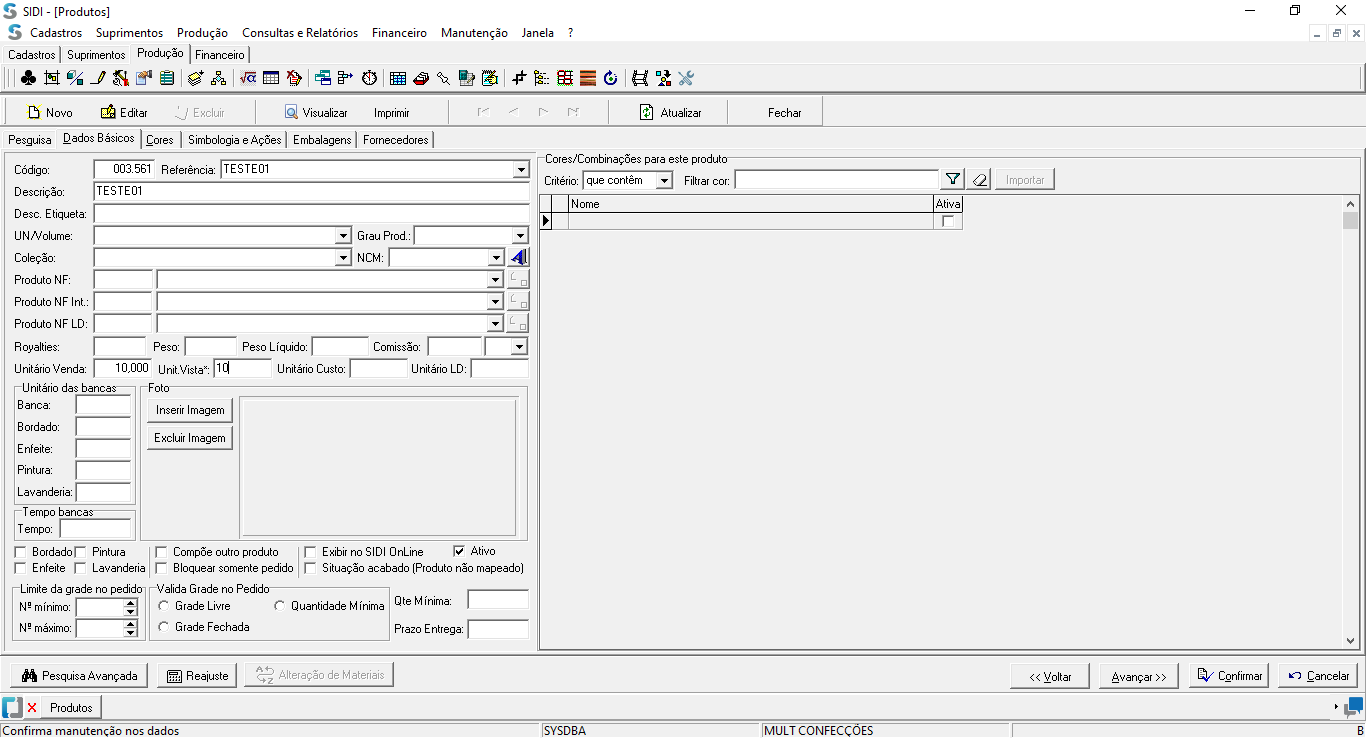 SIDI - [Produtos]
Cadastros Suprimentos Produção Consultas e Relatórios Financeiro Manutenção Janela ?
Cadastros Suprimentos Produção Financeiro
Novo Editar Excluir Visualizar Imprimir Atualizar Fechar
Pesquisa Dados Básicos Cores Simbologia e Ações Embalagens Fornecedores
Código: 003.561 Referência: TESTE01
Descrição: TESTE01
Desc. Etiqueta:
UN/Volume: Grau Prod.:
Coleção: NCM:
Produto NF:
Produto NF Int.:
Produto NF LD:
Royalties: Peso: Peso Líquido: Comissão:
Unitário Venda: 10,000 Unit.Vista*: 10 Unitário Custo: Unitário LD:
Unitário das bancas
Banca:
Bordado:
Enfeite:
Pintura:
Lavanderia:
Foto
Inserir Imagem
Excluir Imagem
Tempo bancas
Tempo:
Bordado Pintura Compõe outro produto Exibir no SIDI OnLine Ativo
Enfeite Lavanderia Bloquear somente pedido Situação acabado (Produto não mapeado)
Limite da grade no pedido
Nº mínimo:
Nº máximo:
Valida Grade no Pedido
Grade Livre Quantidade Mínima
Grade Fechada
Qte Mínima:
Prazo Entrega:
Cores/Combinações para este produto
Critério: que contêm Filtrar cor: Importar
Nome Ativa
Pesquisa Avançada Reajuste Alteração de Materiais << Voltar Avançar >> Confirmar Cancelar
Produtos
Confirma manutenção nos dados SYSDBA MULT CONFECÇÕES B